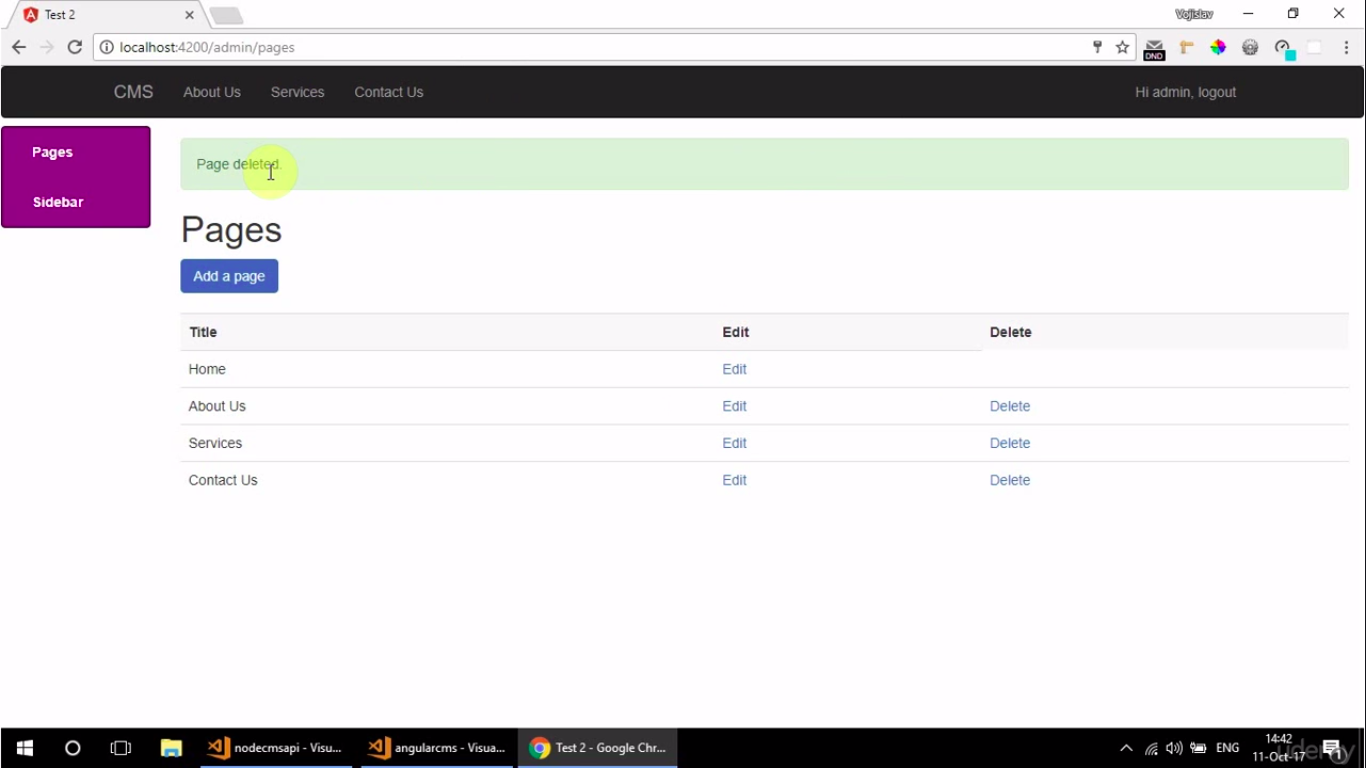 Test 2
Vojislav
localhost:4200/admin/pages
DND
CMS About Us Services Contact Us Hi admin, logout
Pages
Sidebar
Page deleted.
Pages
Add a page
Title Edit Delete
Home Edit
About Us Edit Delete
Services Edit Delete
Contact Us Edit Delete
nodecmsapi - Visu...
angularcms - Visua...
Test 2 - Google Chr...
ENG
14:42
11-Oct-17
udemy
1